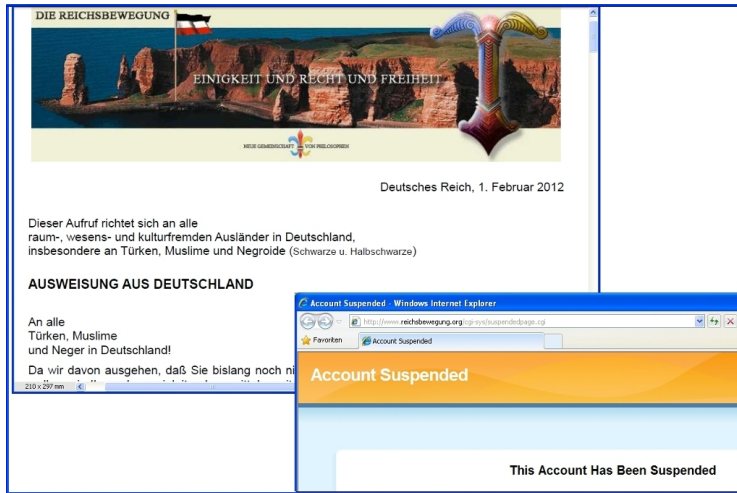 DIE REICHSBEWEGUNG
EINIGKEIT UND RECHT UND FREIHEIT
NEUE GEMEINSCHAFT VON PHILOSOPHEN
Deutsches Reich, 1. Februar 2012
Dieser Aufruf richtet sich an alle
raum-, wesens- und kulturfremden Ausländer in Deutschland,
insbesondere an Türken, Muslime und Negroide (Schwarze u. Halbschwarze)
AUSWEISUNG AUS DEUTSCHLAND
An alle
Türken, Muslime
und Neger in Deutschland!
Da wir davon ausgehen, daß Sie bislang noch ni
210 x 297 mm
Account Suspended - Windows Internet Explorer
http://www.reichsbewegung.org/cgi-sys/suspendedpage.cgi
Favoriten
Account Suspended
Account Suspended
This Account Has Been Suspended